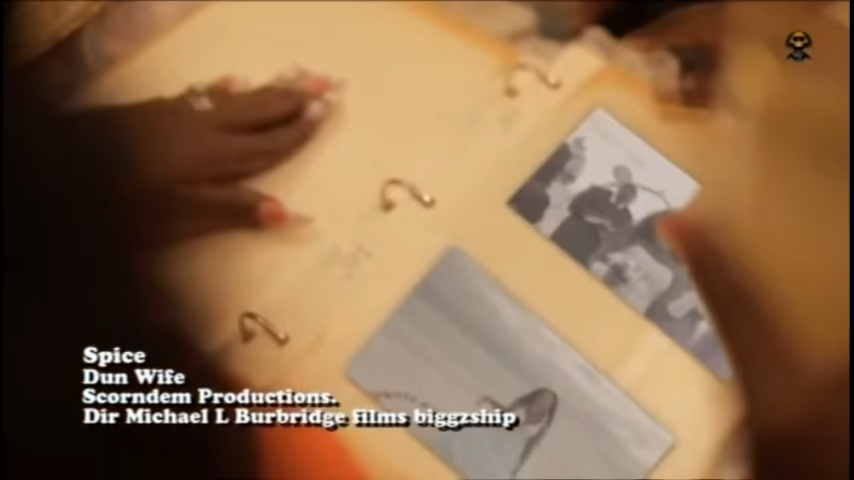 Spice
Dun Wife
Scorndem Productions.
Dir Michael L Burbridge films biggzship